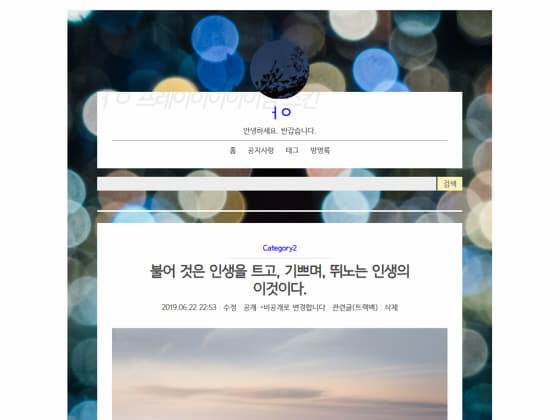 ㅓㅇ
안녕하세요. 반갑습니다.
홈 공지사항 태그 방명록
검색
Category2
불어 것은 인생을 트고, 기쁘며, 뛰노는 인생의
이것이다.
2019.06.22 22:53 | 수정 | 공개→비공개로 변경합니다 | 관련글(트랙백) | 삭제